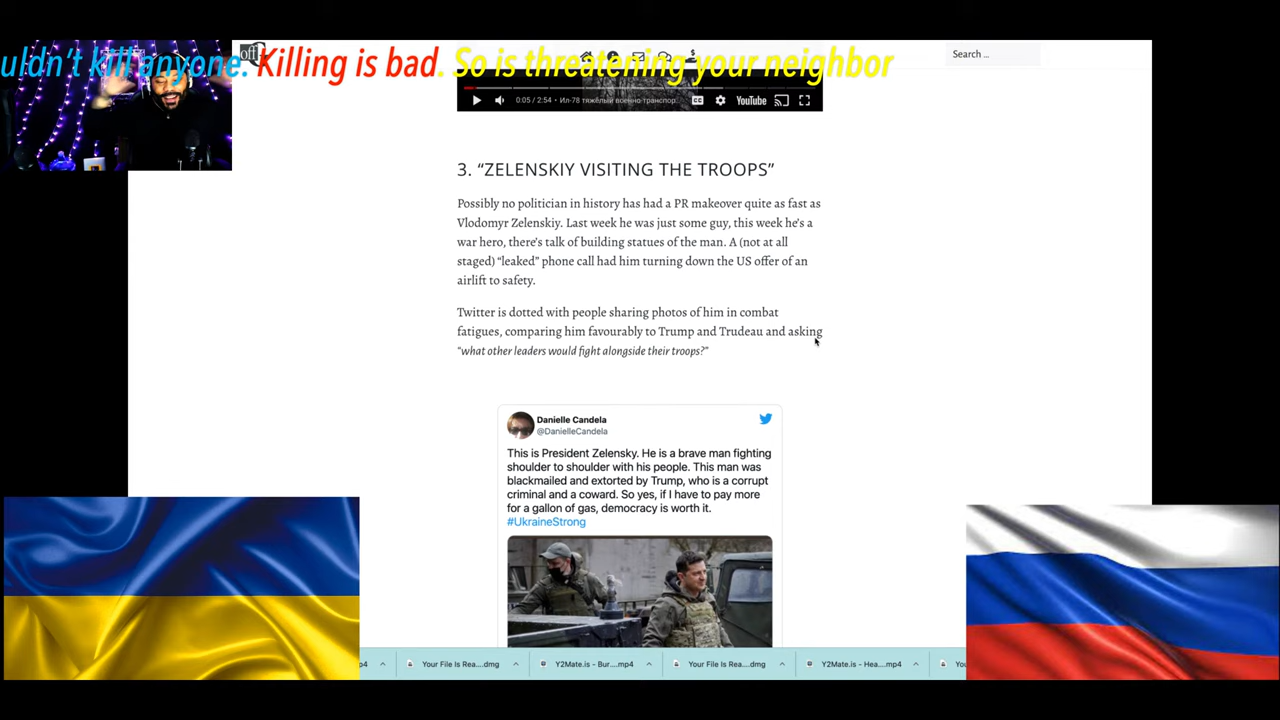 uldn't kill anyone. Killing is bad. So is threatening your neighbor
off
Search ...
0:05 / 2:54 • Ил-78 тяжёлый военно-транспор...
YouTube
3. “ZELENSKIY VISITING THE TROOPS”
Possibly no politician in history has had a PR makeover quite as fast as
Vlodomyr Zelenskiy. Last week he was just some guy, this week he’s a
war hero, there’s talk of building statues of the man. A (not at all
staged) “leaked” phone call had him turning down the US offer of an
airlift to safety.
Twitter is dotted with people sharing photos of him in combat
fatigues, comparing him favourably to Trump and Trudeau and asking
“what other leaders would fight alongside their troops?”
Danielle Candela
@DanielleCandela
This is President Zelensky. He is a brave man fighting
shoulder to shoulder with his people. This man was
blackmailed and extorted by Trump, who is a corrupt
criminal and a coward. So yes, if I have to pay more
for a gallon of gas, democracy is worth it.
#UkraineStrong
p4
Your File Is Rea....dmg
Y2Mate.is - Bur....mp4
Your File Is Rea....dmg
Y2Mate.is - Hea....mp4
You